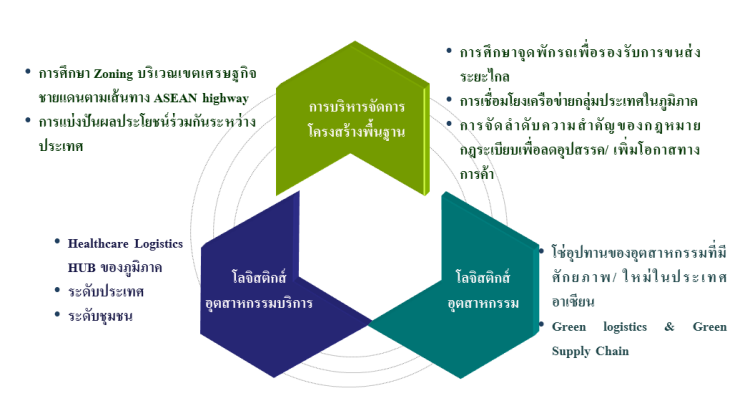 • การศึกษา Zoning บริเวณเขตเศรษฐกิจ
ชายแดนตามเส้นทาง ASEAN highway
• การแบ่งปันผลประโยชน์ร่วมกันระหว่าง
ประเทศ
การบริหารจัดการ
โครงสร้างพื้นฐาน
• การศึกษาจุดพักรถเพื่อรองรับการขนส่ง
ระยะไกล
• การเชื่อมโยงเครือข่ายกลุ่มประเทศในภูมิภาค
• การจัดลำดับความสำคัญของกฎหมาย
กฎระเบียบเพื่อลดอุปสรรค/ เพิ่มโอกาสทาง
การค้า
• Healthcare Logistics
HUB ของภูมิภาค
• ระดับประเทศ
• ระดับชุมชน
โลจิสติกส์
อุตสาหกรรมบริการ
โลจิสติกส์
อุตสาหกรรม
• โซ่อุปทานของอุตสาหกรรมที่มี
ศักยภาพ/ ใหม่ในประเทศ
อาเซียน
• Green logistics & Green
Supply Chain